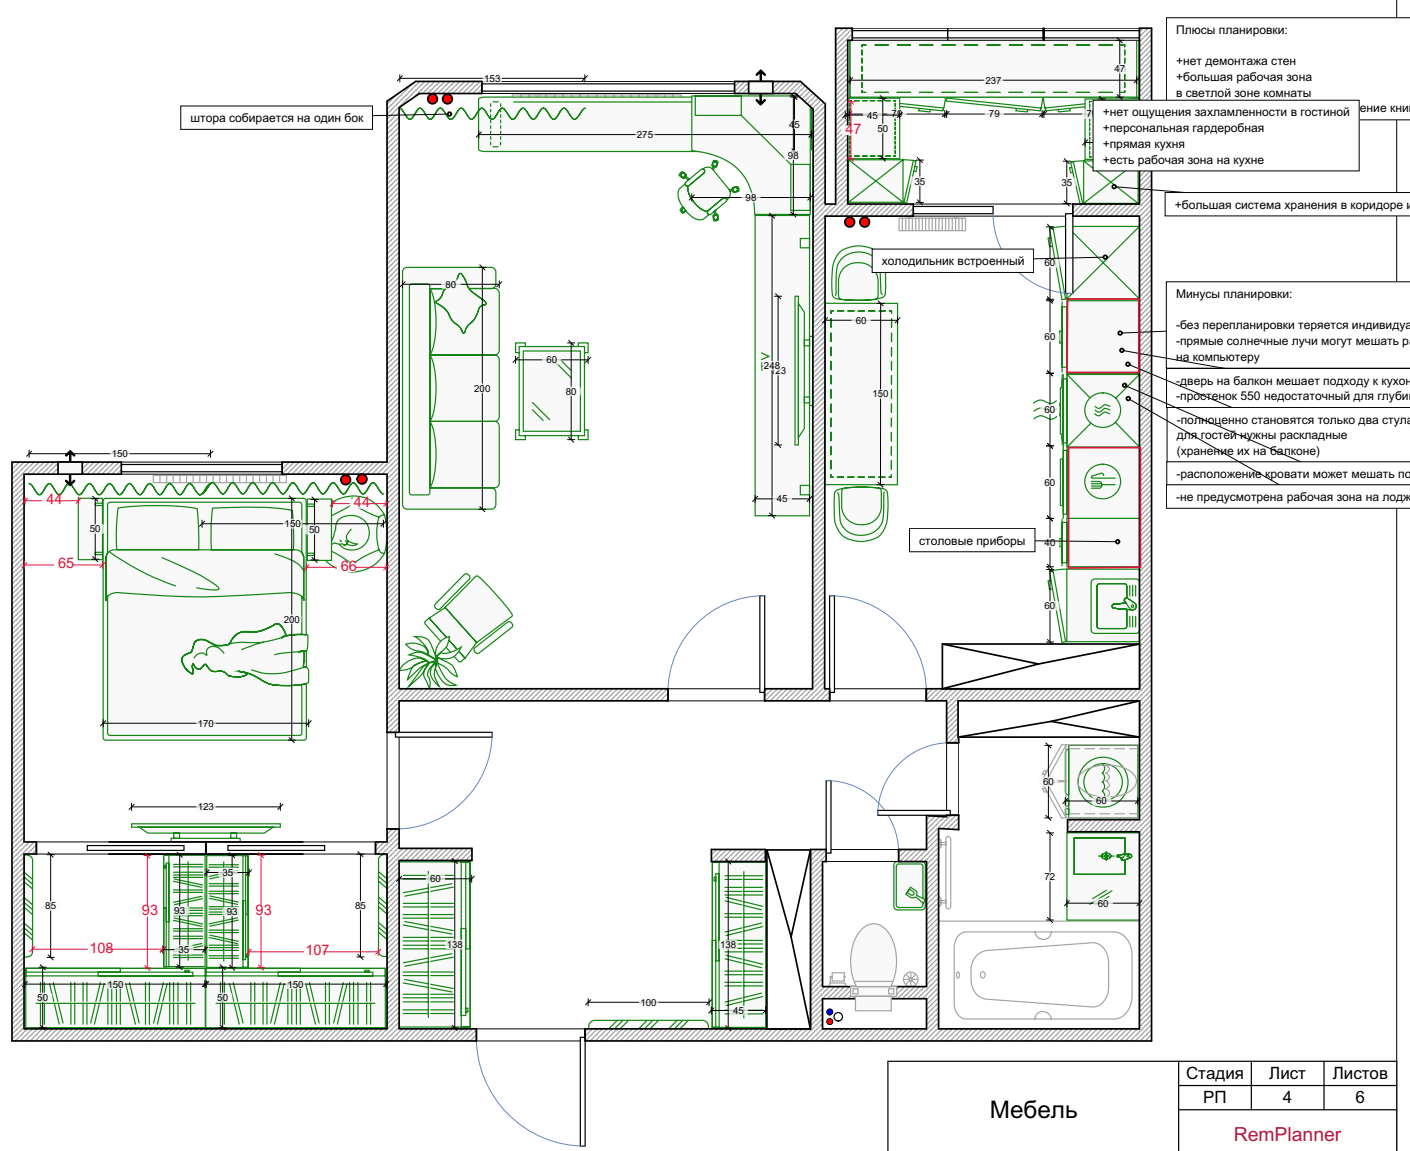 Плюсы планировки:
+нет демонтажа стен
+большая рабочая зона
в светлой зоне комнаты
ение кни
+нет ощущения захламленности в гостиной
+персональная гардеробная
+прямая кухня
+есть рабочая зона на кухне
+большая система хранения в коридоре и
штора собирается на один бок
холодильник встроенный
столовые приборы
Минусы планировки:
-без перепланировки теряется индивидуа
-прямые солнечные лучи могут мешать р
на компьютеру
-дверь на балкон мешает подходу к кухон
-простенок 550 недостаточный для глуби
-полноценно становятся только два стула
для гостей нужны раскладные
(хранение их на балконе)
-расположение кровати может мешать по
-не предусмотрена рабочая зона на лодж
153
275
45
98
98
237
47
45
50
47
79
35
35
80
200
60
80
248
123
45
60
150
60
60
60
60
40
60
150
44
44
50
50
150
65
66
200
170
123
35
85
93
93
93
93
85
108
35
107
50
150
50
150
60
138
138
100
45
60
60
72
60
Мебель
Стадия Лист Листов
РП 4 6
RemPlanner